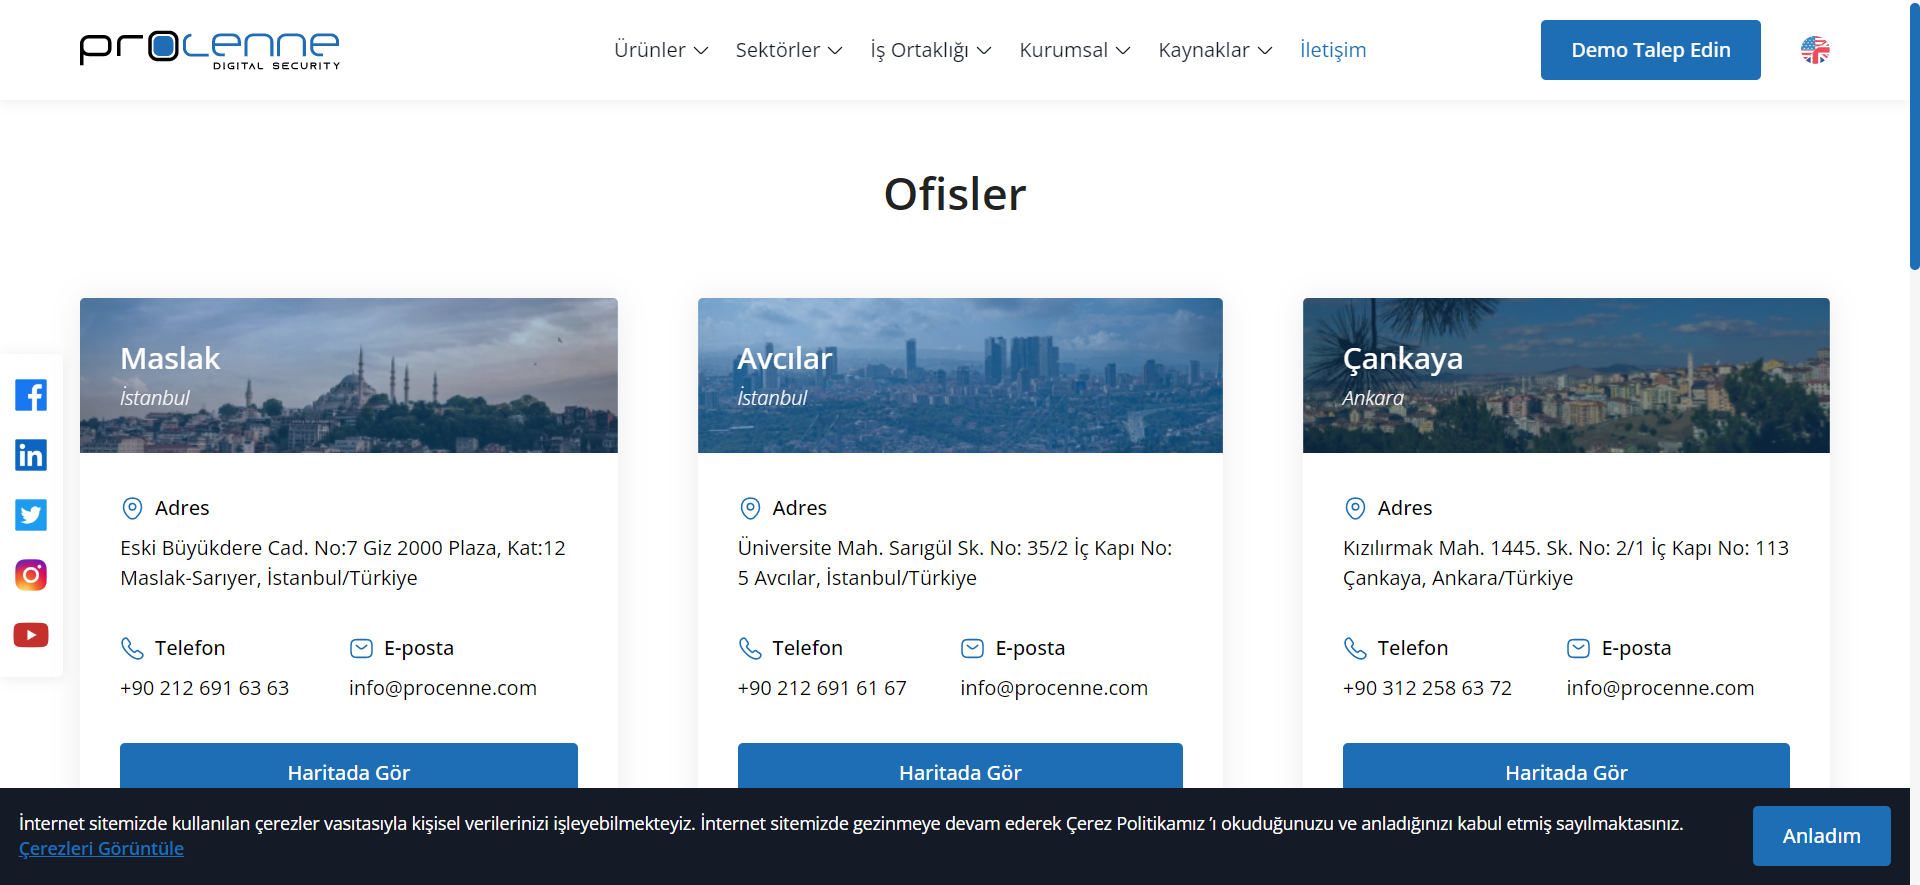 procenne
DIGITAL SECURITY
Ürünler
Sektörler
İş Ortaklığı
Kurumsal
Kaynaklar
İletişim
Demo Talep Edin
Ofisler
Maslak
İstanbul
Adres
Eski Büyükdere Cad. No:7 Giz 2000 Plaza, Kat:12
Maslak-Sarıyer, İstanbul/Türkiye
Telefon
+90 212 691 63 63
E-posta
info@procenne.com
Haritada Gör
Avcılar
İstanbul
Adres
Üniversite Mah. Sarıgül Sk. No: 35/2 İç Kapı No:
5 Avcılar, İstanbul/Türkiye
Telefon
+90 212 691 61 67
E-posta
info@procenne.com
Haritada Gör
Çankaya
Ankara
Adres
Kızılırmak Mah. 1445. Sk. No: 2/1 İç Kapı No: 113
Çankaya, Ankara/Türkiye
Telefon
+90 312 258 63 72
E-posta
info@procenne.com
Haritada Gör
İnternet sitemizde kullanılan çerezler vasıtasıyla kişisel verilerinizi işleyebilmekteyiz. İnternet sitemizde gezinmeye devam ederek Çerez Politikamız ’ı okuduğunuzu ve anladığınızı kabul etmiş sayılmaktasınız.
Çerezleri Görüntüle
Anladım